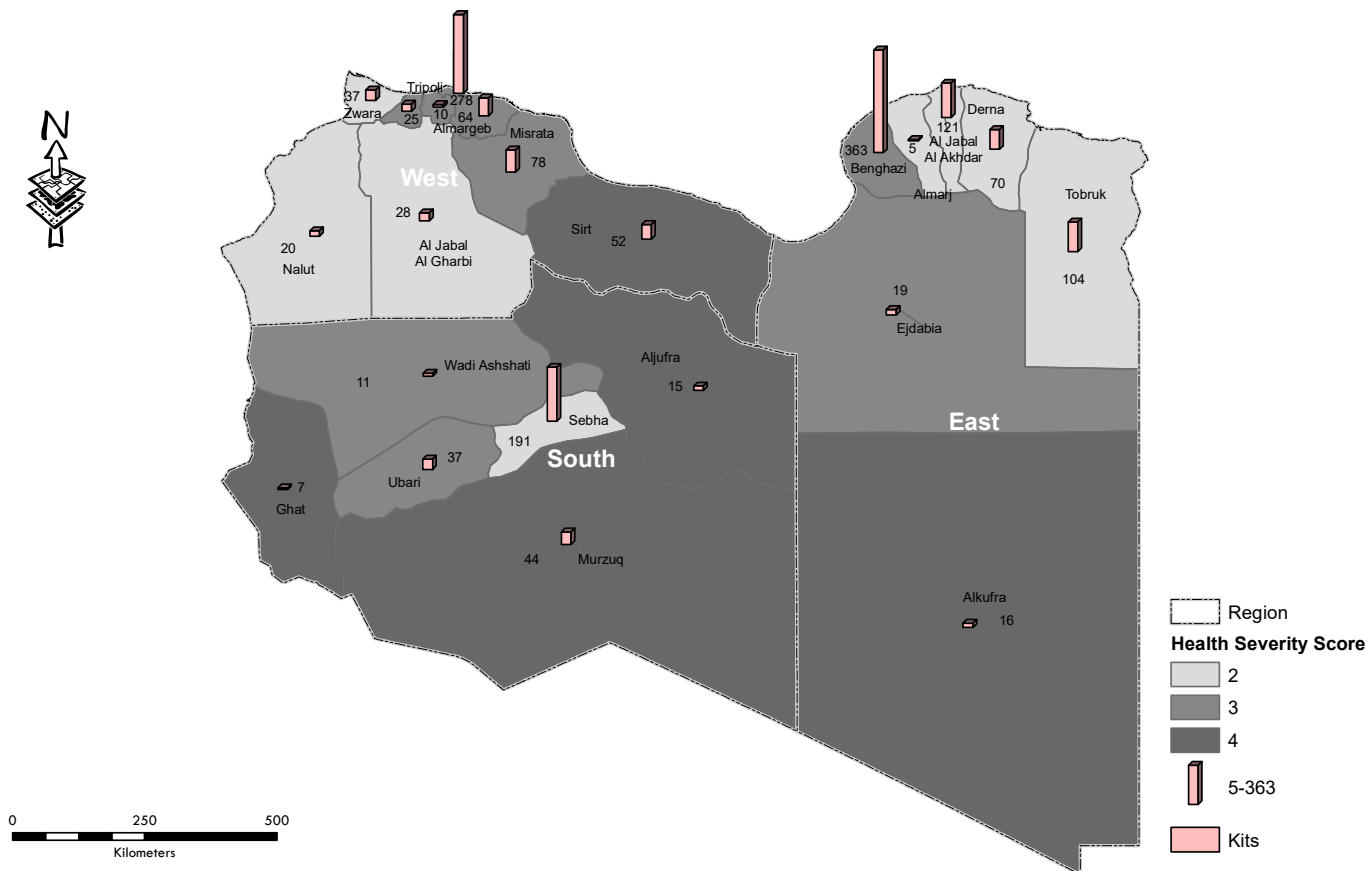 N
Tripoli
37
Zwara
25
10
278
64
Almargeb
Misrata
78
West
28
Al Jabal
Al Gharbi
20
Nalut
Sirt
52
363
Benghazi
5
121
Al Jabal
Al Akhdar
Derna
70
Almarj
Tobruk
104
19
Ejdabia
East
Wadi Ashshati
11
Aljufra
15
Sebha
191
South
37
Ubari
7
Ghat
44
Murzuq
Alkufra
16
Region
Health Severity Score
2
3
4
5-363
Kits
0 250 500
Kilometers